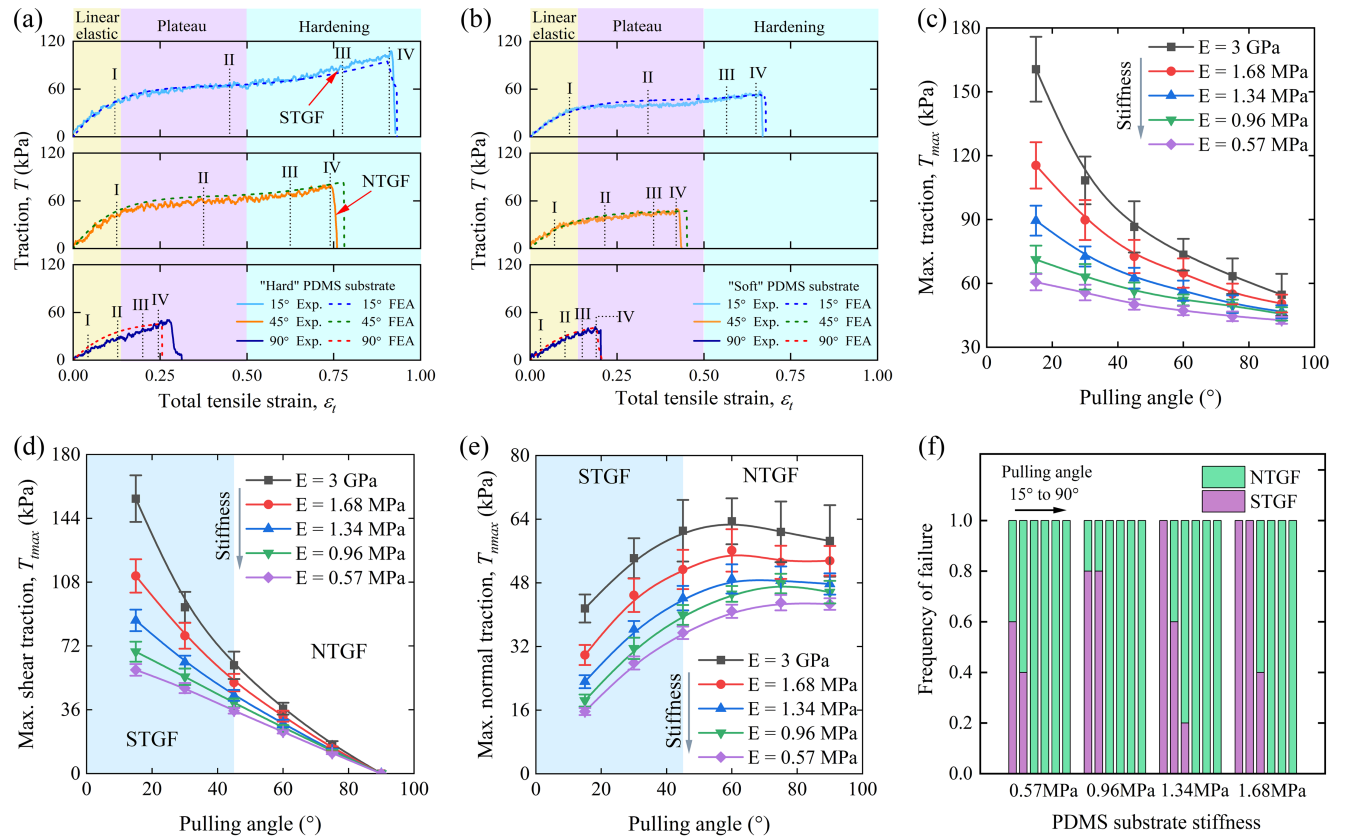 (a)
Linear
elastic
Plateau
Hardening
120
60
0
I
II
III
IV
STGF
120
60
0
I
II
III
IV
NTGF
120
60
0
I
II
III
IV
"Hard" PDMS substrate
15° Exp. 15° FEA
45° Exp. 45° FEA
90° Exp. 90° FEA
0.00 0.25 0.50 0.75 1.00
Total tensile strain, εt
Traction, T (kPa)
(b)
Linear
elastic
Plateau
Hardening
120
60
0
I
II
III
IV
120
60
0
I
II
III
IV
120
60
0
I
II
III
IV
"Soft" PDMS substrate
15° Exp. 15° FEA
45° Exp. 45° FEA
90° Exp. 90° FEA
0.00 0.25 0.50 0.75 1.00
Total tensile strain, εt
Traction, T (kPa)
(c)
180
150
120
90
60
30
E = 3 GPa
E = 1.68 MPa
E = 1.34 MPa
E = 0.96 MPa
E = 0.57 MPa
Stiffness
0 20 40 60 80 100
Pulling angle (°)
Max. traction, Tmax (kPa)
(d)
180
144
108
72
36
0
E = 3 GPa
E = 1.68 MPa
E = 1.34 MPa
E = 0.96 MPa
E = 0.57 MPa
Stiffness
NTGF
STGF
0 20 40 60 80 100
Pulling angle (°)
Max. shear traction, Tτmax (kPa)
(e)
80
64
48
32
16
0
STGF
NTGF
E = 3 GPa
E = 1.68 MPa
E = 1.34 MPa
E = 0.96 MPa
E = 0.57 MPa
Stiffness
0 20 40 60 80 100
Pulling angle (°)
Max. normal traction, Tnmax (kPa)
(f)
Pulling angle
15° to 90°
NTGF
STGF
1.0
0.8
0.6
0.4
0.2
0.0
0.57MPa 0.96MPa 1.34MPa 1.68MPa
PDMS substrate stiffness
Frequency of failure